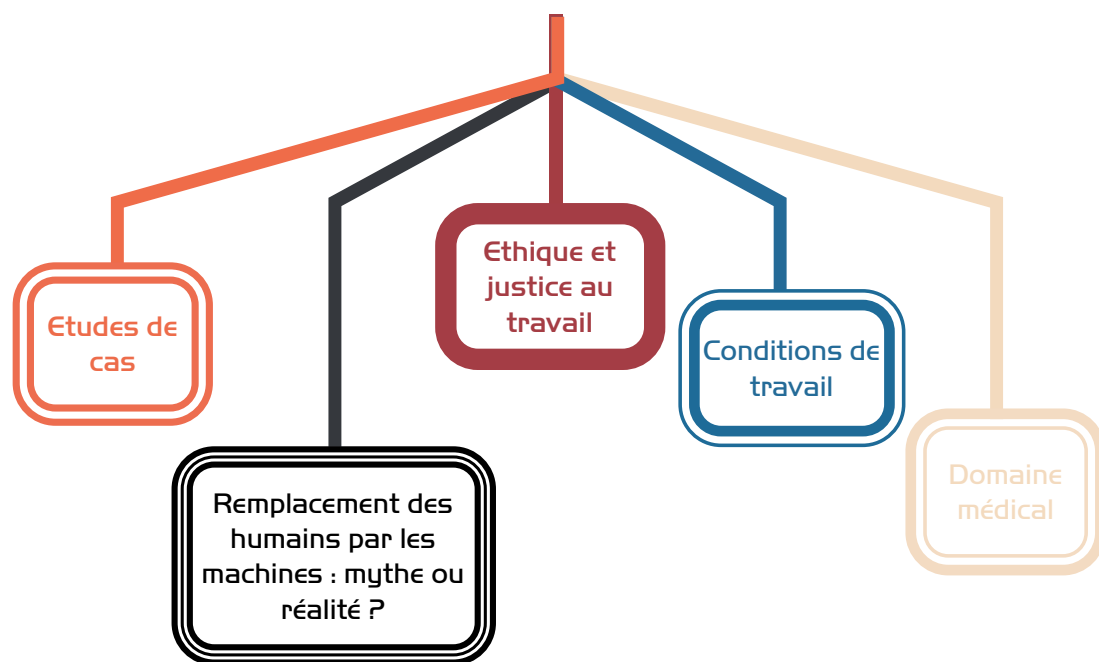 Etudes de
cas
Remplacement des
humains par les
machines : mythe ou
réalité ?
Ethique et
justice au
travail
Conditions de
travail
Domaine
médical